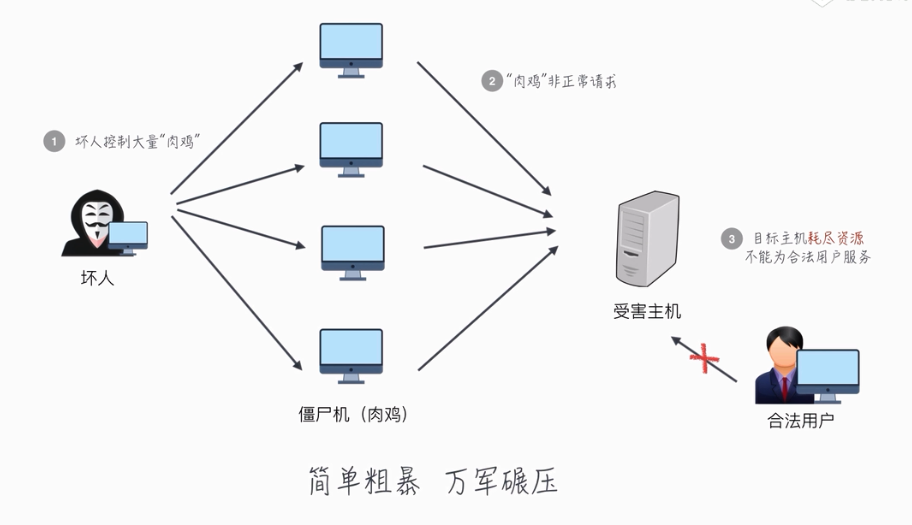 1 坏人控制大量“肉鸡”
坏人
僵尸机（肉鸡）
2 “肉鸡”非正常请求
受害主机
3 目标主机耗尽资源
不能为合法用户服务
合法用户
简单粗暴 万军碾压